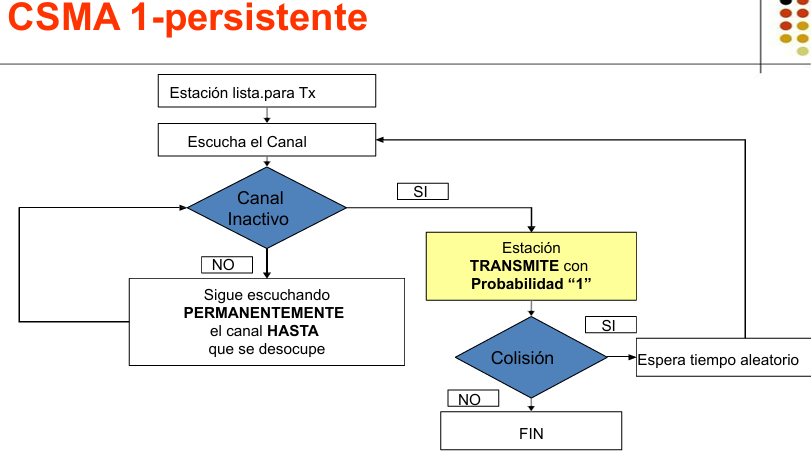 CSMA 1-persistente
Estación lista.para Tx
Escucha el Canal
Canal
Inactivo
SI
NO
Estación
TRANSMITE con
Probabilidad “1”
Sigue escuchando
PERMANENTEMENTE
el canal HASTA
que se desocupe
SI
Colisión
Espera tiempo aleatorio
NO
FIN